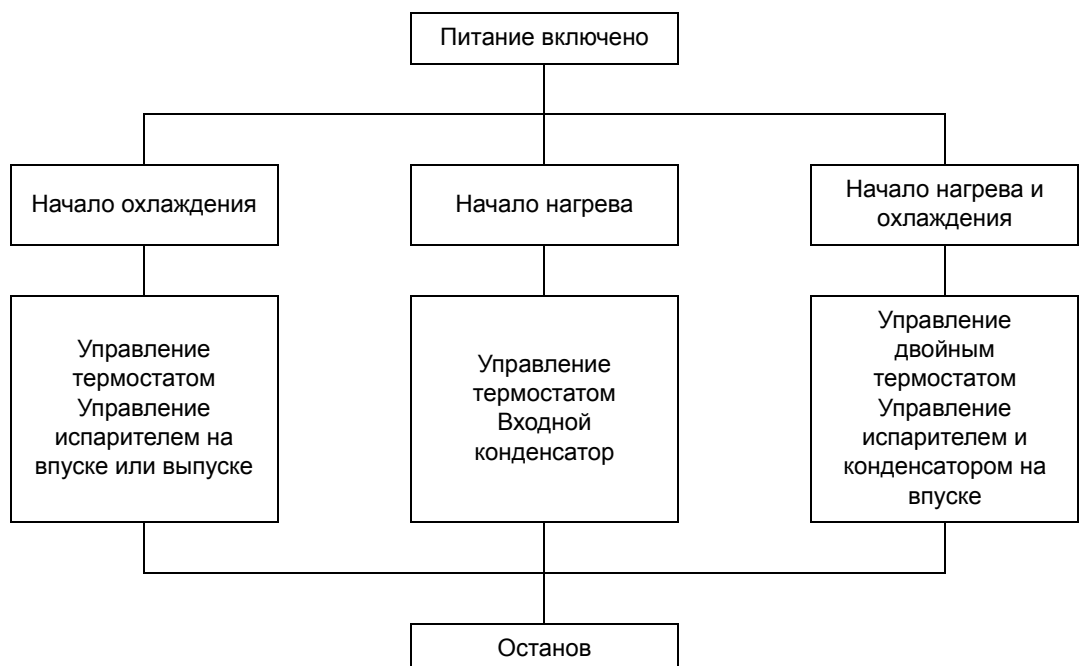 Питание включено
Начало охлаждения
Начало нагрева
Начало нагрева и
охлаждения
Управление
термостатом
Управление
испарителем на
впуске или выпуске
Управление
термостатом
Входной
конденсатор
Управление
двойным
термостатом
Управление
испарителем и
конденсатором на
впуске
Останов